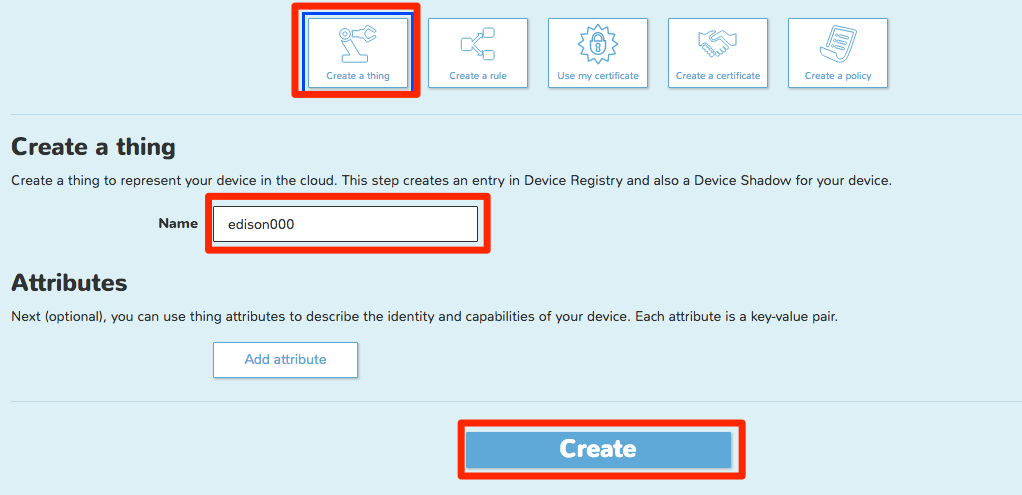 Create a thing
Create a rule
Use my certificate
Create a certificate
Create a policy
Create a thing
Create a thing to represent your device in the cloud. This step creates an entry in Device Registry and also a Device Shadow for your device.
Name
edison000
Attributes
Next (optional), you can use thing attributes to describe the identity and capabilities of your device. Each attribute is a key-value pair.
Add attribute
Create